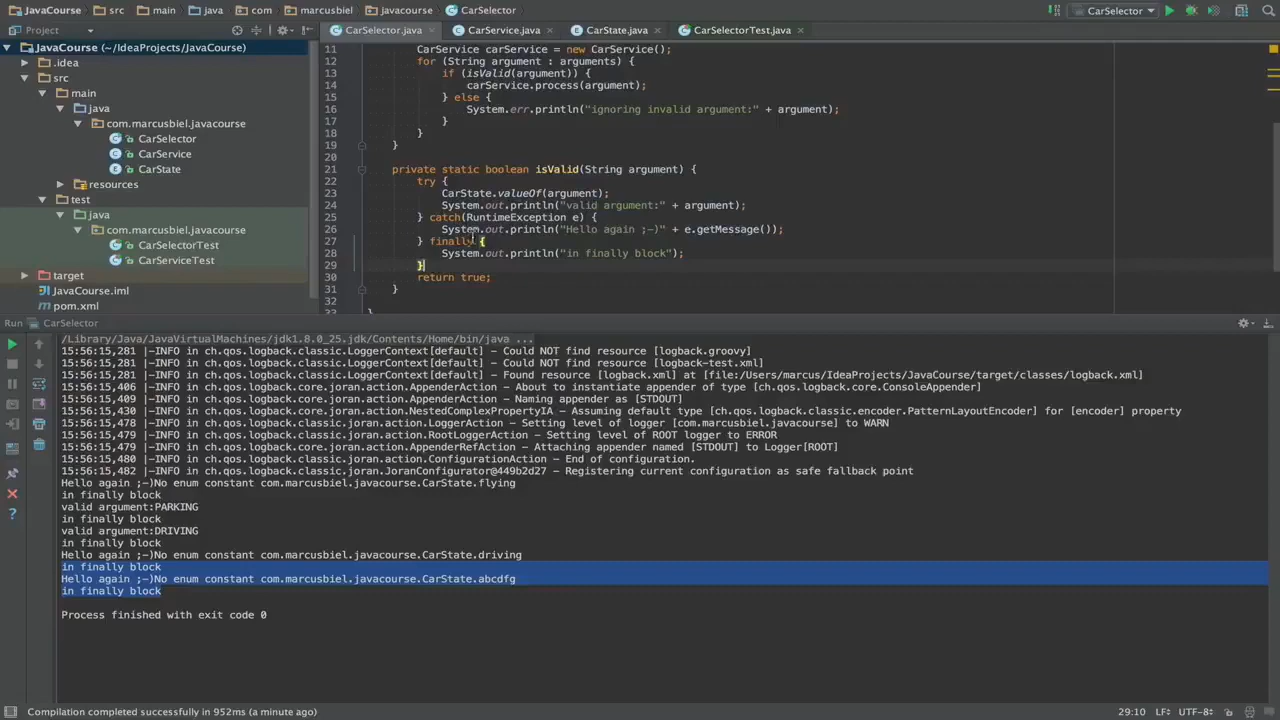 JavaCourse src main java com marcusbiel javacourse CarSelector CarSelector
Project CarSelector.java CarService.java CarState.java CarSelectorTest.java
JavaCourse (~/IdeaProjects/JavaCourse)
.idea
src
main
java
com.marcusbiel.javacourse
CarSelector
CarService
CarState
resources
test
java
com.marcusbiel.javacourse
CarSelectorTest
CarServiceTest
target
JavaCourse.iml
pom.xml
11 CarService carService = new CarService();
12 for (String argument : arguments) {
13 if (isValid(argument)) {
14 carService.process(argument);
15 } else {
16 System.err.println("ignoring invalid argument:" + argument);
17 }
18 }
19 }
20
21 private static boolean isValid(String argument) {
22 try {
23 CarState.valueOf(argument);
24 System.out.println("valid argument:" + argument);
25 } catch(RuntimeException e) {
26 System.out.println("Hello again ;-)" + e.getMessage());
27 } finally {
28 System.out.println("in finally block");
29 }
30 return true;
31 }
32
}
Run CarSelector
/Library/Java/JavaVirtualMachines/jdk1.8.0_25.jdk/Contents/Home/bin/java ...
15:56:15,281 |-INFO in ch.qos.logback.classic.LoggerContext[default] - Could NOT find resource [logback.groovy]
15:56:15,281 |-INFO in ch.qos.logback.classic.LoggerContext[default] - Could NOT find resource [logback-test.xml]
15:56:15,281 |-INFO in ch.qos.logback.classic.LoggerContext[default] - Found resource [logback.xml] at [file:/Users/marcus/IdeaProjects/JavaCourse/target/classes/logback.xml]
15:56:15,406 |-INFO in ch.qos.logback.core.joran.action.AppenderAction - About to instantiate appender of type [ch.qos.logback.core.ConsoleAppender]
15:56:15,409 |-INFO in ch.qos.logback.core.joran.action.AppenderAction - Naming appender as [STDOUT]
15:56:15,430 |-INFO in ch.qos.logback.core.joran.action.NestedComplexPropertyIA - Assuming default type [ch.qos.logback.classic.encoder.PatternLayoutEncoder] for [encoder] property
15:56:15,478 |-INFO in ch.qos.logback.classic.joran.action.LoggerAction - Setting level of logger [com.marcusbiel.javacourse] to WARN
15:56:15,479 |-INFO in ch.qos.logback.classic.joran.action.RootLoggerAction - Setting level of ROOT logger to ERROR
15:56:15,479 |-INFO in ch.qos.logback.core.joran.action.AppenderRefAction - Attaching appender named [STDOUT] to Logger[ROOT]
15:56:15,480 |-INFO in ch.qos.logback.classic.joran.action.ConfigurationAction - End of configuration.
15:56:15,482 |-INFO in ch.qos.logback.classic.joran.JoranConfigurator@449b2d27 - Registering current configuration as safe fallback point
Hello again ;-)No enum constant com.marcusbiel.javacourse.CarState.flying
in finally block
valid argument:PARKING
in finally block
valid argument:DRIVING
in finally block
Hello again ;-)No enum constant com.marcusbiel.javacourse.CarState.driving
in finally block
Hello again ;-)No enum constant com.marcusbiel.javacourse.CarState.abcdfg
in finally block
Process finished with exit code 0
Compilation completed successfully in 952ms (a minute ago) 29:10 LF UTF-8